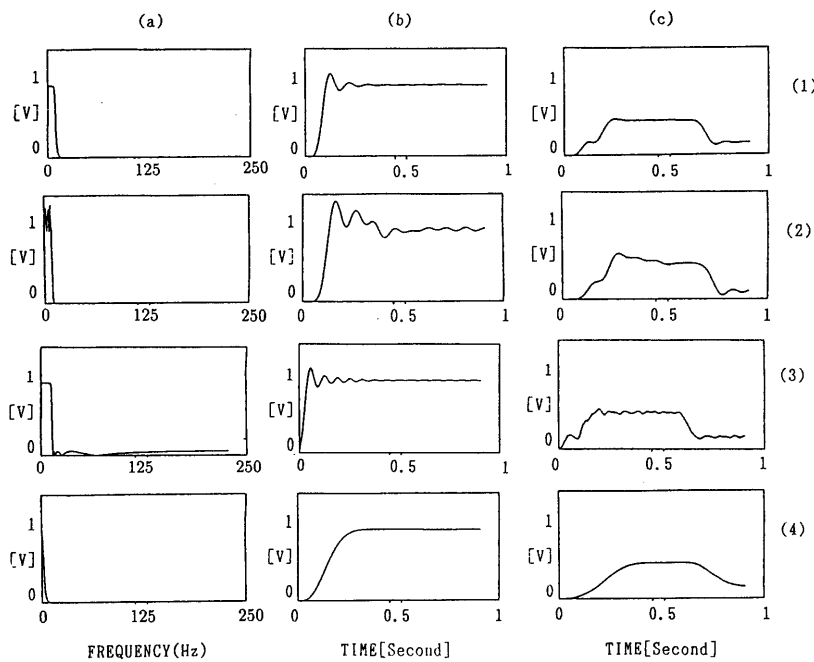 (a) (b) (c)
1 1 1 (1)
[V] [V] [V]
0 0 0
0 125 250 0 0.5 1 0 0.5 1
1 1 1 (2)
[V] [V] [V]
0 0 0
0 125 250 0 0.5 1 0 0.5 1
1 1 1 (3)
[V] [V] [V]
0 0 0
0 125 250 0 0.5 1 0 0.5 1
1 1 1 (4)
[V] [V] [V]
0 0 0
0 125 250 0 0.5 1 0 0.5 1
FREQUENCY(Hz) TIME[Second] TIME[Second]